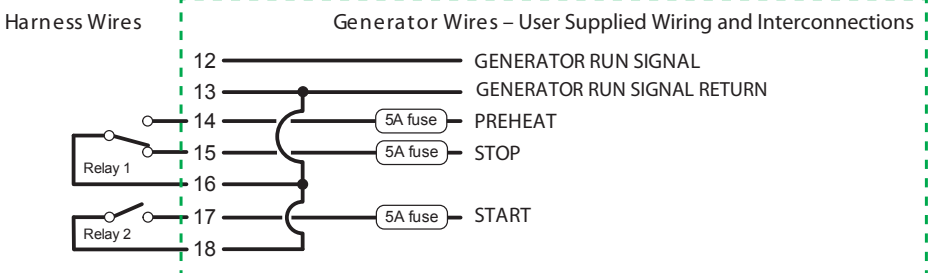 Harness Wires Generator Wires – User Supplied Wiring and Interconnections
12 GENERATOR RUN SIGNAL
13 GENERATOR RUN SIGNAL RETURN
14 5A fuse PREHEAT
15 5A fuse STOP
Relay 1
16
17 5A fuse START
Relay 2
18